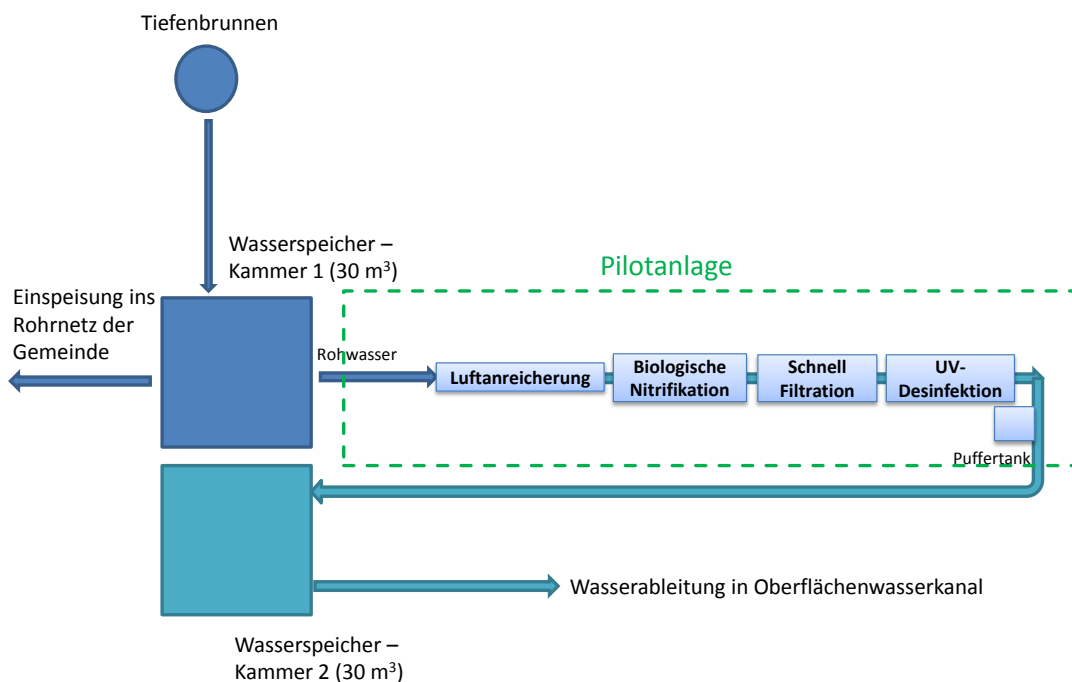 Tiefenbrunnen
Wasserspeicher –
Kammer 1 (30 m³)
Pilotanlage
Einspeisung ins
Rohrnetz der
Gemeinde
Rohwasser
Luftanreicherung
Biologische
Nitrifikation
Schnell
Filtration
UV-
Desinfektion
Puffertank
Wasserableitung in Oberflächenwasserkanal
Wasserspeicher –
Kammer 2 (30 m³)